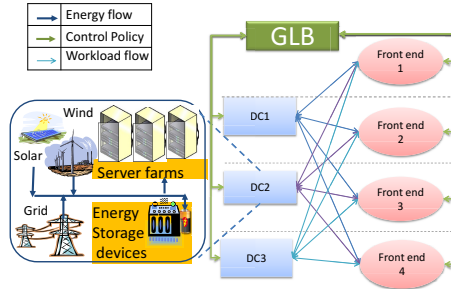 Energy flow
Control Policy
Workload flow
GLB
Front end
1
DC1
Wind
Solar
Server farms
Front end
2
DC2
Grid
Energy
Storage
devices
Front end
3
DC3
Front end
4